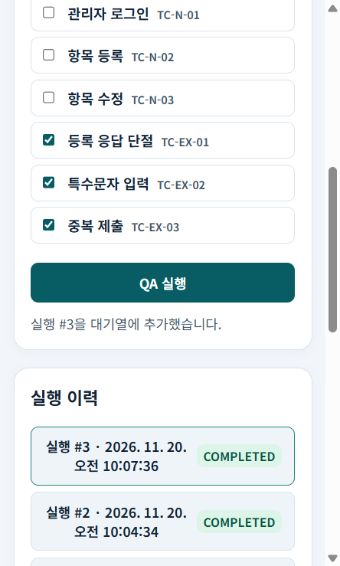 관리자 로그인 TC-N-01
항목 등록 TC-N-02
항목 수정 TC-N-03
등록 응답 단절 TC-EX-01
특수문자 입력 TC-EX-02
중복 제출 TC-EX-03
QA 실행
실행 #3을 대기열에 추가했습니다.
실행 이력
실행 #3 · 2026. 11. 20.
오전 10:07:36
COMPLETED
실행 #2 · 2026. 11. 20.
오전 10:04:34
COMPLETED